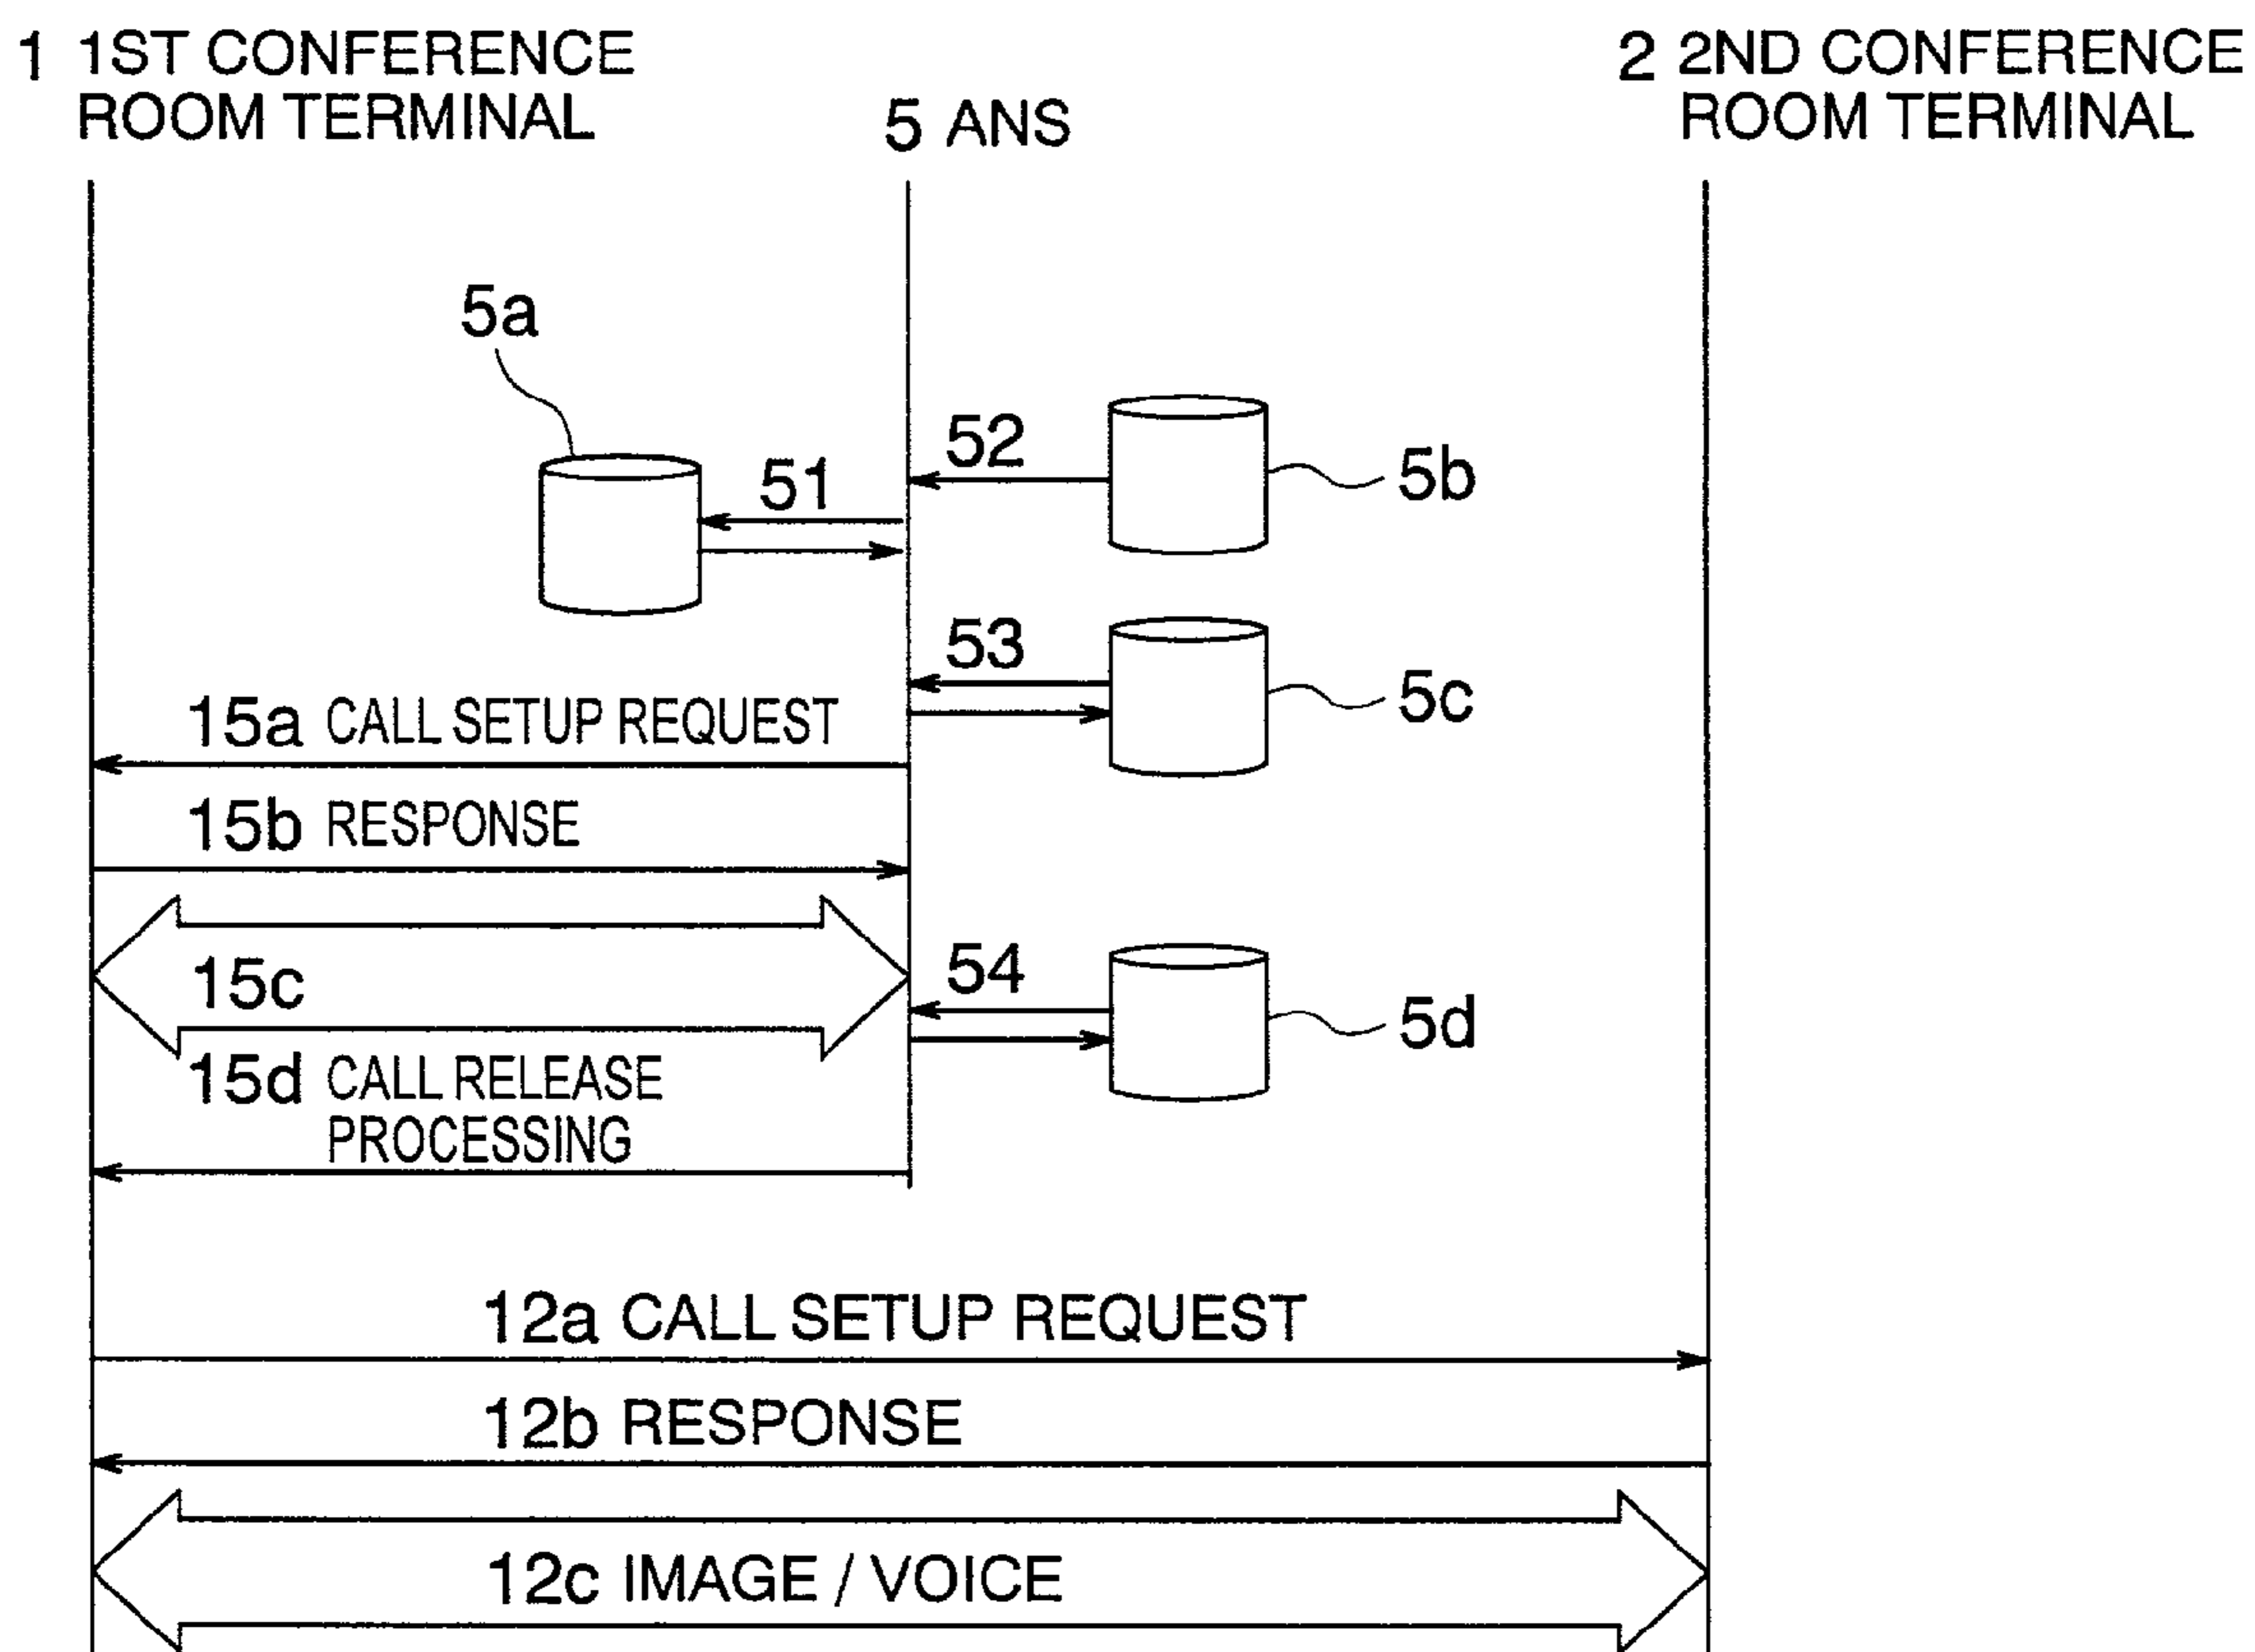 1 1ST CONFERENCE
ROOM TERMINAL
5 ANS
2 2ND CONFERENCE
ROOM TERMINAL
5a
52
5b
51
53
5c
15a CALL SETUP REQUEST
15b RESPONSE
15c
54
5d
15d CALL RELEASE
PROCESSING
12a CALL SETUP REQUEST
12b RESPONSE
12c IMAGE / VOICE